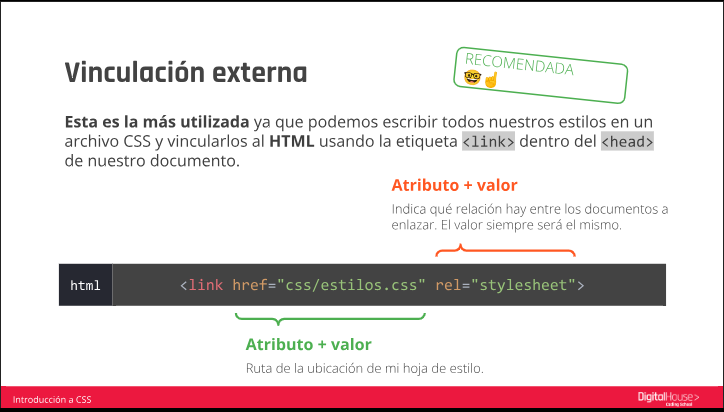 Vinculación externa
RECOMENDADA
🤓☝
Esta es la más utilizada ya que podemos escribir todos nuestros estilos en un
archivo CSS y vincularlos al HTML usando la etiqueta <link> dentro del <head>
de nuestro documento.
Atributo + valor
Indica qué relación hay entre los documentos a
enlazar. El valor siempre será el mismo.
html
<link href="css/estilos.css" rel="stylesheet">
Atributo + valor
Ruta de la ubicación de mi hoja de estilo.
Introducción a CSS
DigitalHouse>
Coding School